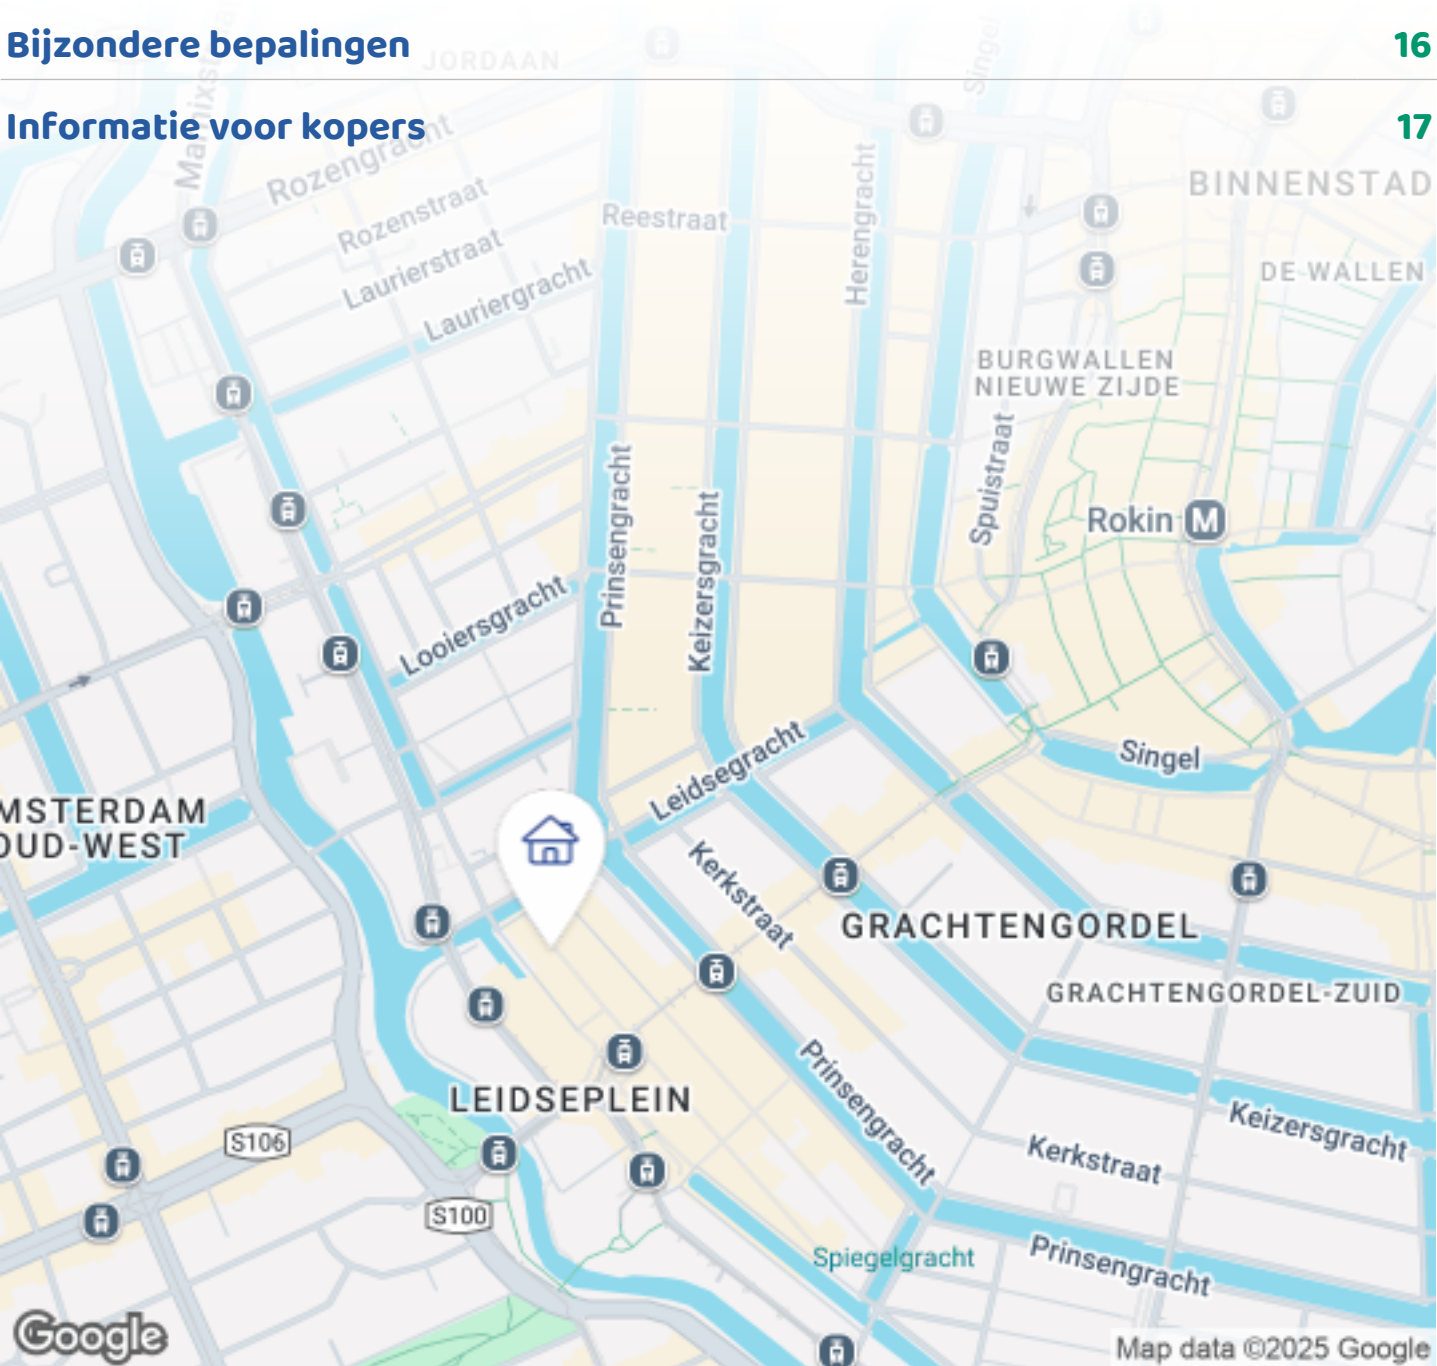 Bijzondere bepalingen 16
JORDAAN
Singel
Informatie voor kopers 17
Rozengracht
BINNENSTAD
Rozenstraat
Reestraat
Herengracht
Laurierstraat
DE WALLEN
Lauriergracht
BURGWALLEN
NIEUWE ZIJDE
Spuistraat
Prinsengracht
Keizersgracht
Rokin M
Looiersgracht
Leidsegracht
Singel
MSTERDAM
OUD-WEST
Kerkstraat
GRACHTENGORDEL
GRACHTENGORDEL-ZUID
LEIDSEPLEIN
Prinsengracht
S106
Keizersgracht
Kerkstraat
S100
Spiegelgracht
Prinsengracht
Google
Map data ©2025 Google